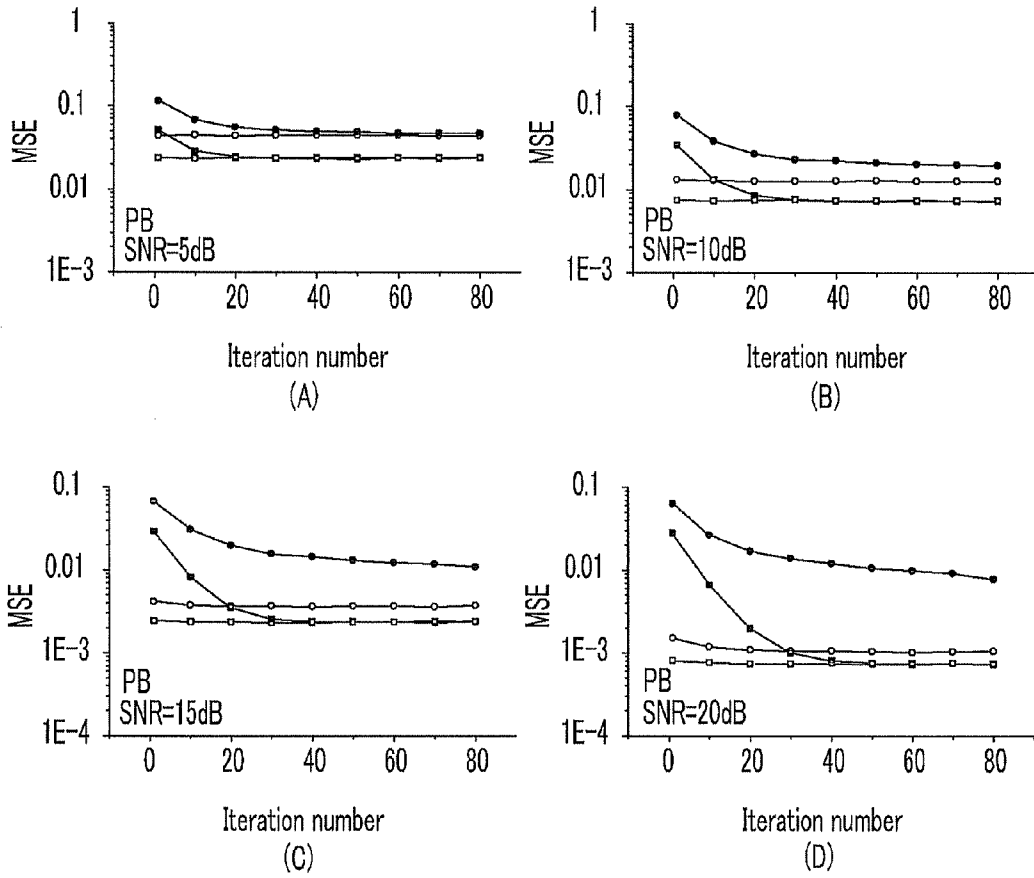 1
0.1
0.01
1E-3
MSE
PB
SNR=5dB
0 20 40 60 80
Iteration number
(A)
1
0.1
0.01
1E-3
MSE
PB
SNR=10dB
0 20 40 60 80
Iteration number
(B)
0.1
0.01
1E-3
1E-4
MSE
PB
SNR=15dB
0 20 40 60 80
Iteration number
(C)
0.1
0.01
1E-3
1E-4
MSE
PB
SNR=20dB
0 20 40 60 80
Iteration number
(D)